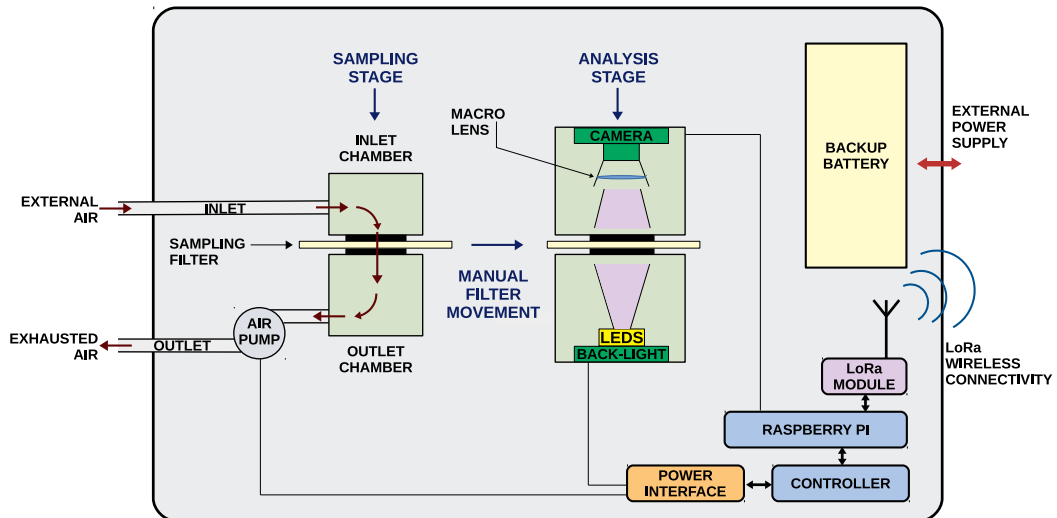 SAMPLING
STAGE
ANALYSIS
STAGE
MACRO
LENS
CAMERA
INLET
CHAMBER
BACKUP
BATTERY
EXTERNAL
POWER
SUPPLY
EXTERNAL
AIR
INLET
SAMPLING
FILTER
MANUAL
FILTER
MOVEMENT
AIR
PUMP
EXHAUSTED
AIR
OUTLET
OUTLET
CHAMBER
LEDS
BACK-LIGHT
LoRa
WIRELESS
CONNECTIVITY
LoRa
MODULE
RASPBERRY PI
POWER
INTERFACE
CONTROLLER